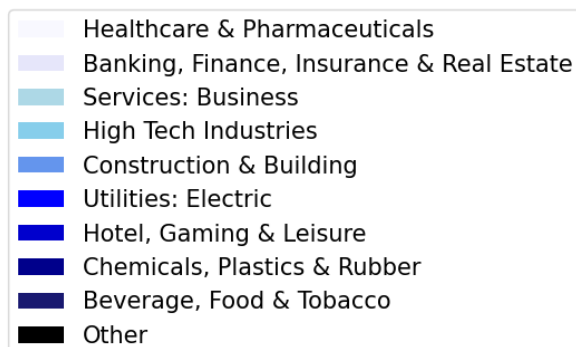 Healthcare & Pharmaceuticals
Banking, Finance, Insurance & Real Estate
Services: Business
High Tech Industries
Construction & Building
Utilities: Electric
Hotel, Gaming & Leisure
Chemicals, Plastics & Rubber
Beverage, Food & Tobacco
Other